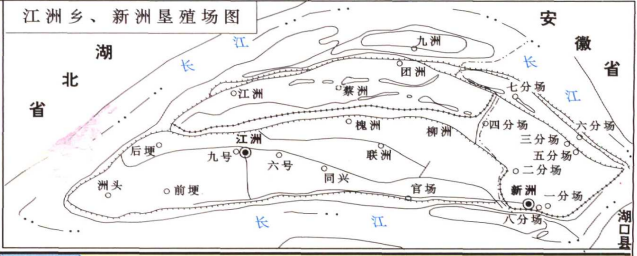 江洲乡、新洲垦殖场图
安徽省
湖北省
长江
九洲
长江
团洲
七分场
江洲
蔡洲
槐洲
柳洲
四分场
六分场
三分场
五分场
后埂
九号
江洲
六号
联洲
同兴
二分场
洲头
前埂
官场
新洲
一分场
八分场
长江
湖口县